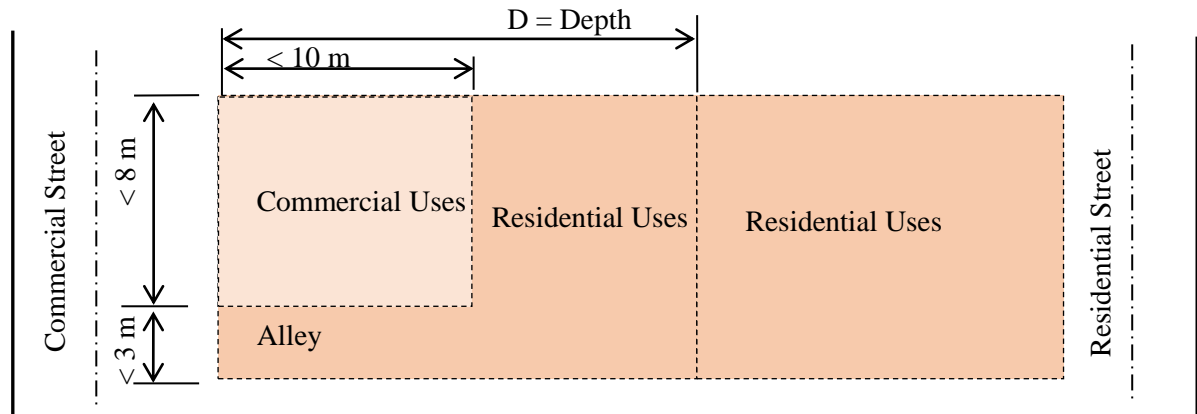 D = Depth
< 10 m
Commercial Street
< 8 m
Commercial Uses
Residential Uses
Residential Uses
Residential Street
< 3 m
Alley